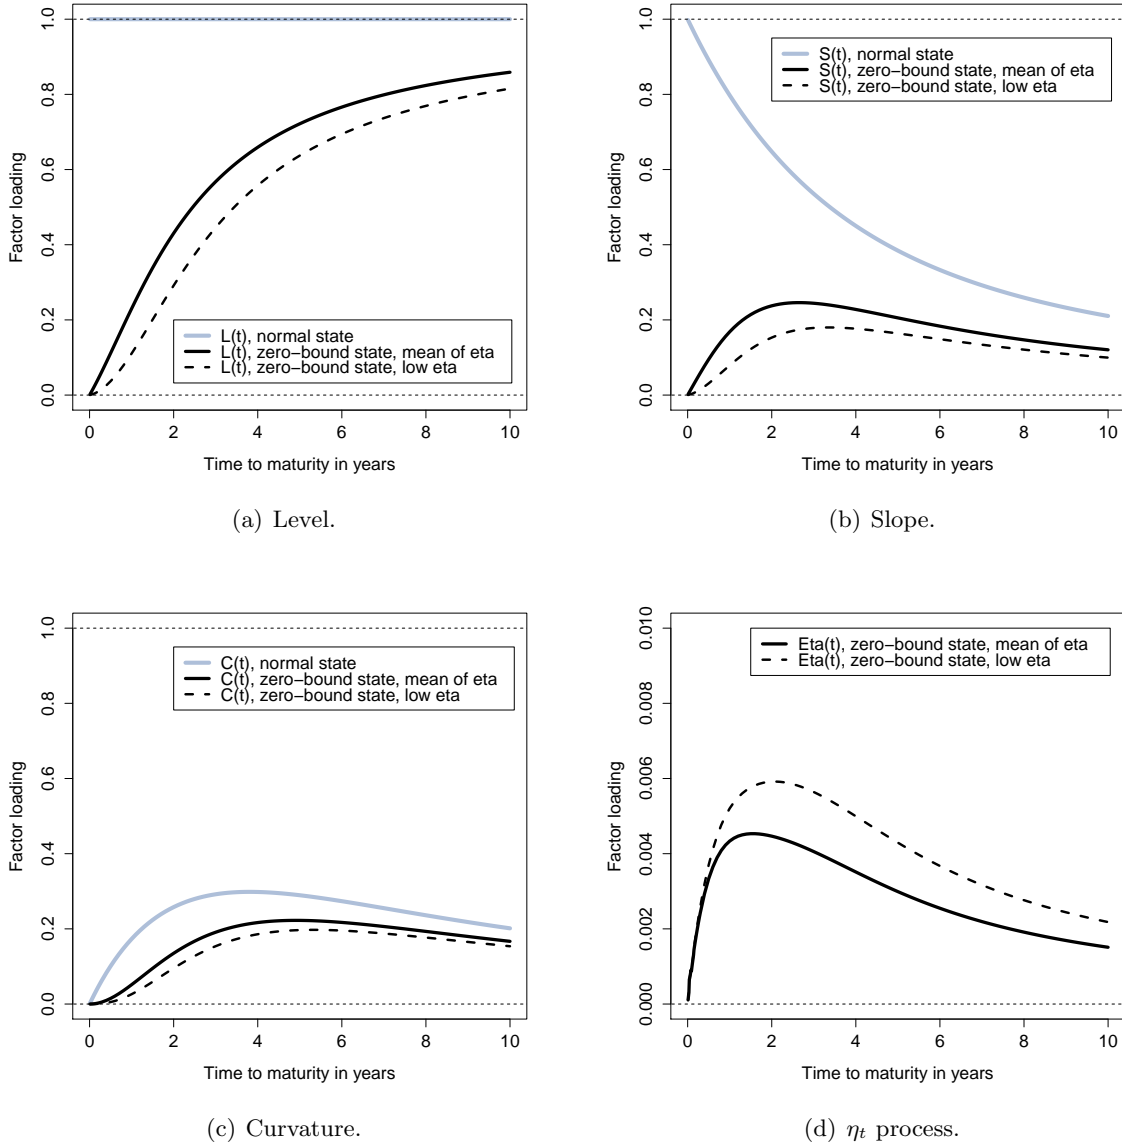 1.0
0.8
0.6
0.4
0.2
0.0
Factor loading
L(t), normal state
L(t), zero−bound state, mean of eta
L(t), zero−bound state, low eta
0 2 4 6 8 10
Time to maturity in years
(a) Level.
1.0
0.8
0.6
0.4
0.2
0.0
Factor loading
S(t), normal state
S(t), zero−bound state, mean of eta
S(t), zero−bound state, low eta
0 2 4 6 8 10
Time to maturity in years
(b) Slope.
1.0
0.8
0.6
0.4
0.2
0.0
Factor loading
C(t), normal state
C(t), zero−bound state, mean of eta
C(t), zero−bound state, low eta
0 2 4 6 8 10
Time to maturity in years
(c) Curvature.
0.010
0.008
0.006
0.004
0.002
0.000
Factor loading
Eta(t), zero−bound state, mean of eta
Eta(t), zero−bound state, low eta
0 2 4 6 8 10
Time to maturity in years
(d) ηt process.